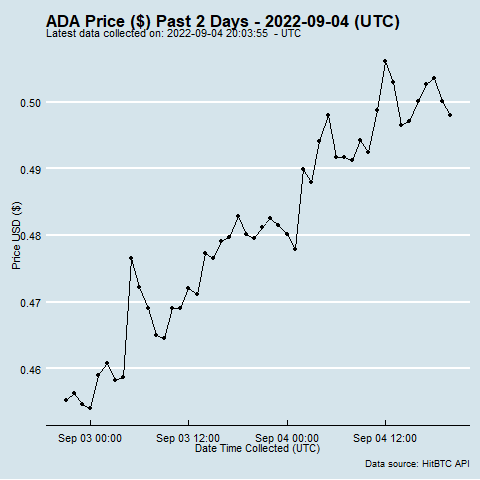 ADA Price ($) Past 2 Days - 2022-09-04 (UTC)
Latest data collected on: 2022-09-04 20:03:55 - UTC
0.50
0.49
0.48
0.47
0.46
Price USD ($)
Sep 03 00:00 Sep 03 12:00 Sep 04 00:00 Sep 04 12:00
Date Time Collected (UTC)
Data source: HitBTC API